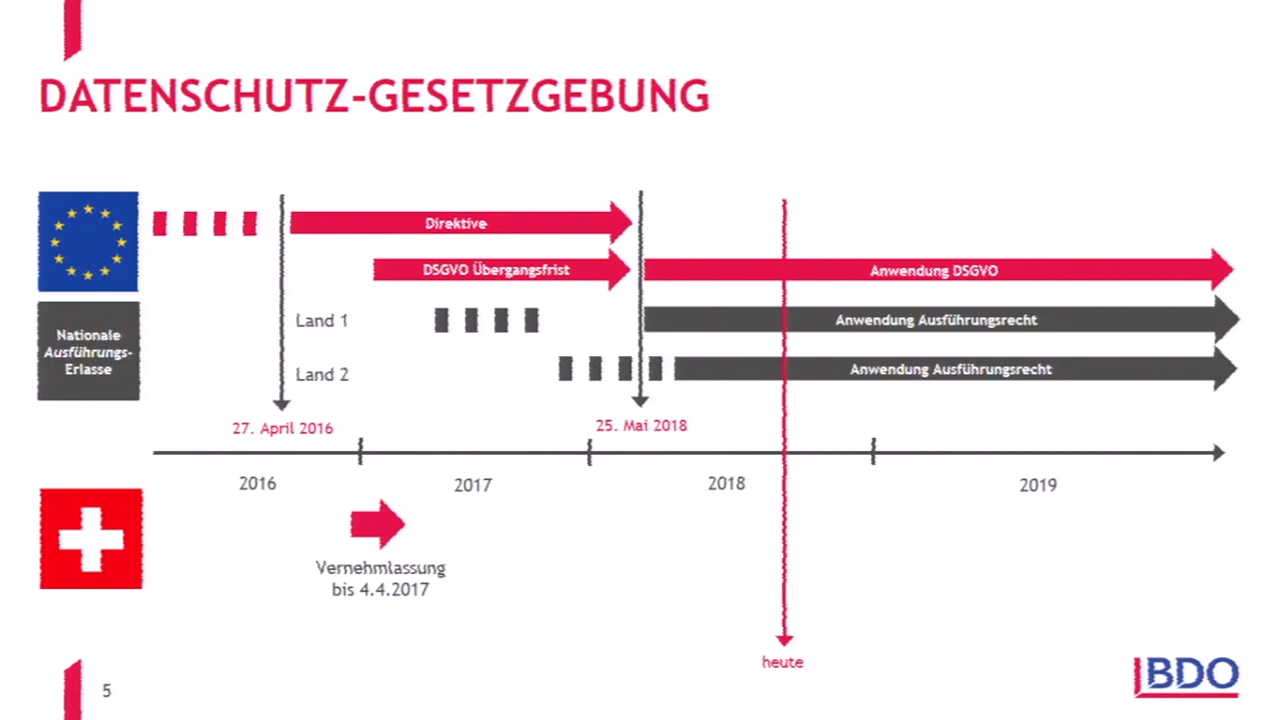 DATENSCHUTZ-GESETZGEBUNG
Direktive
DSGVO Übergangsfrist
Anwendung DSGVO
Nationale
Ausführungs-
Erlasse
Land 1
Anwendung Ausführungsrecht
Land 2
Anwendung Ausführungsrecht
27. April 2016
25. Mai 2018
2016
2017
2018
2019
Vernehmlassung
bis 4.4.2017
heute
5
BDO